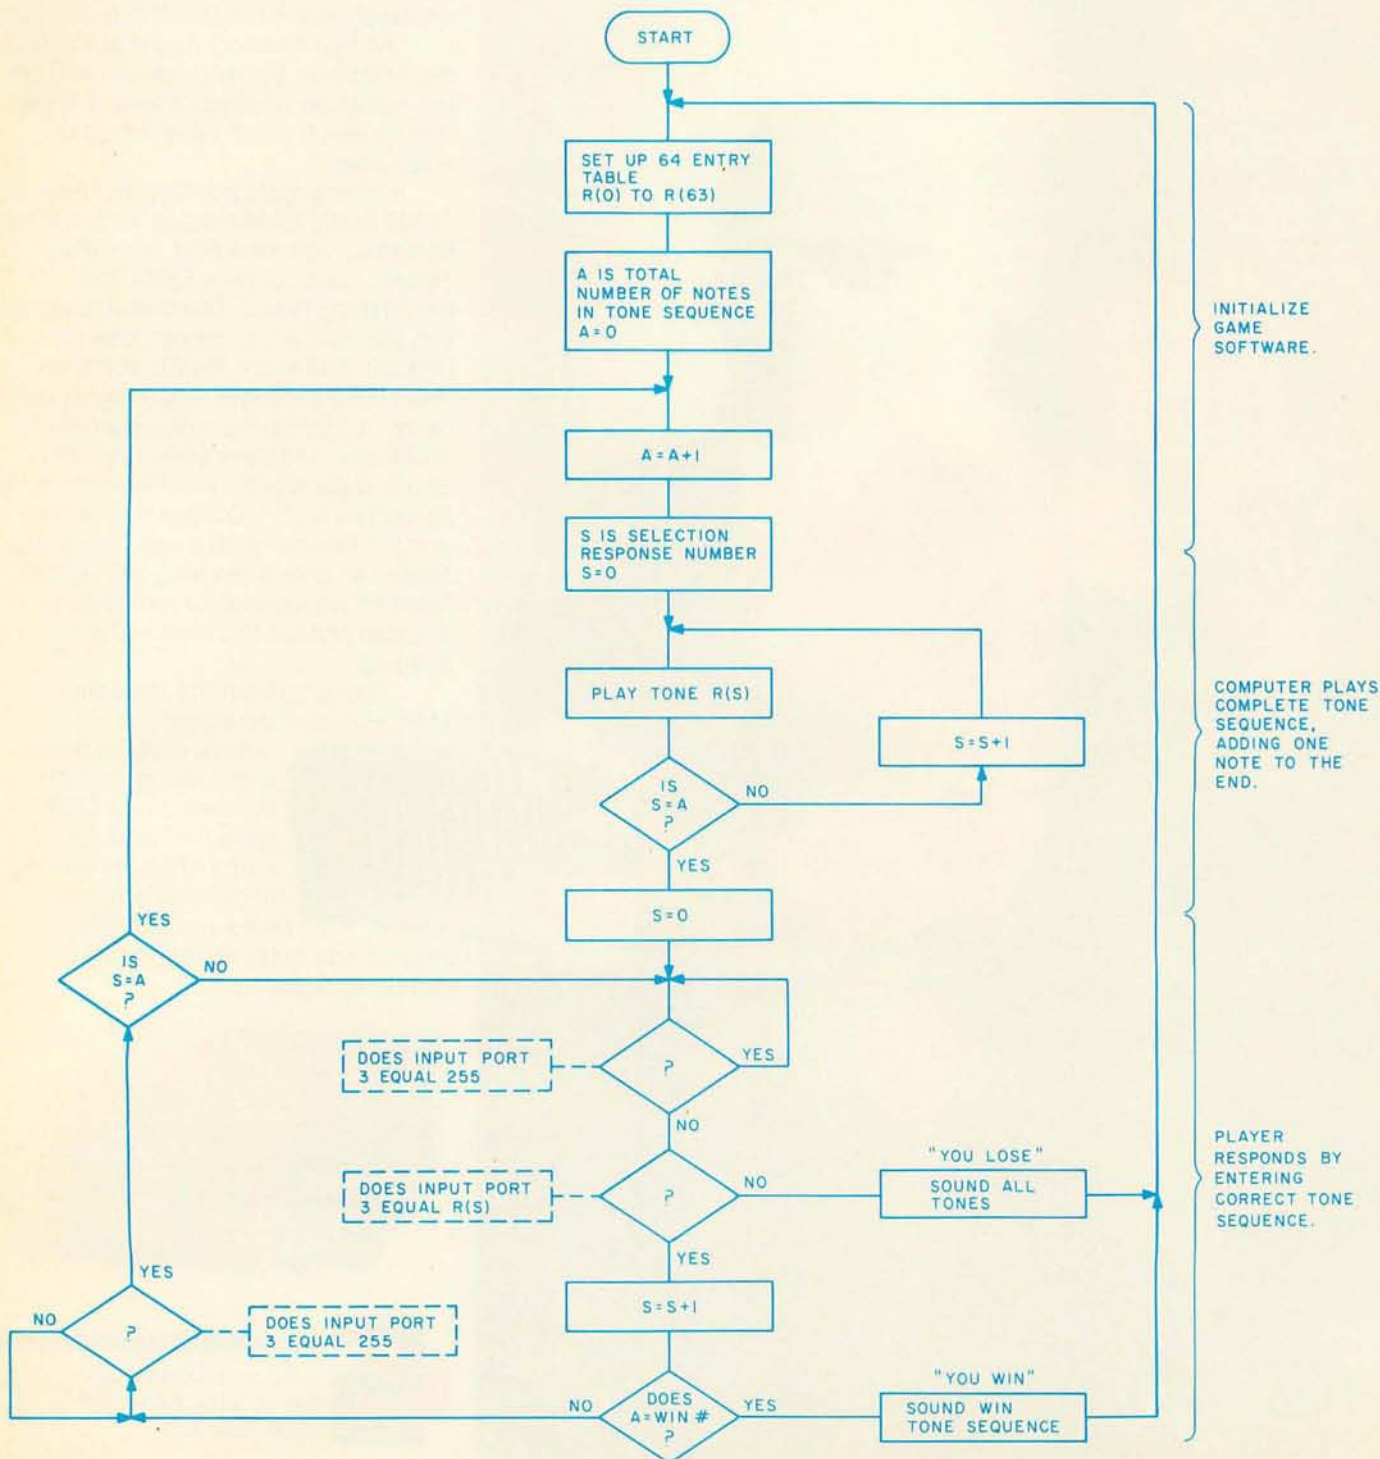 START
SET UP 64 ENTRY
TABLE
R(0) TO R(63)
A IS TOTAL
NUMBER OF NOTES
IN TONE SEQUENCE
A=0
INITIALIZE
GAME
SOFTWARE.
A=A+1
S IS SELECTION
RESPONSE NUMBER
S=0
PLAY TONE R(S)
S=S+1
IS
S=A
?
NO
YES
COMPUTER PLAYS
COMPLETE TONE
SEQUENCE,
ADDING ONE
NOTE TO THE
END.
S=0
YES
IS
S=A
?
NO
DOES INPUT PORT
3 EQUAL 255
?
YES
NO
DOES INPUT PORT
3 EQUAL R(S)
?
NO
"YOU LOSE"
SOUND ALL
TONES
YES
PLAYER
RESPONDS BY
ENTERING
CORRECT TONE
SEQUENCE.
S=S+1
YES
NO
?
DOES INPUT PORT
3 EQUAL 255
NO
DOES
A=WIN #
?
YES
"YOU WIN"
SOUND WIN
TONE SEQUENCE